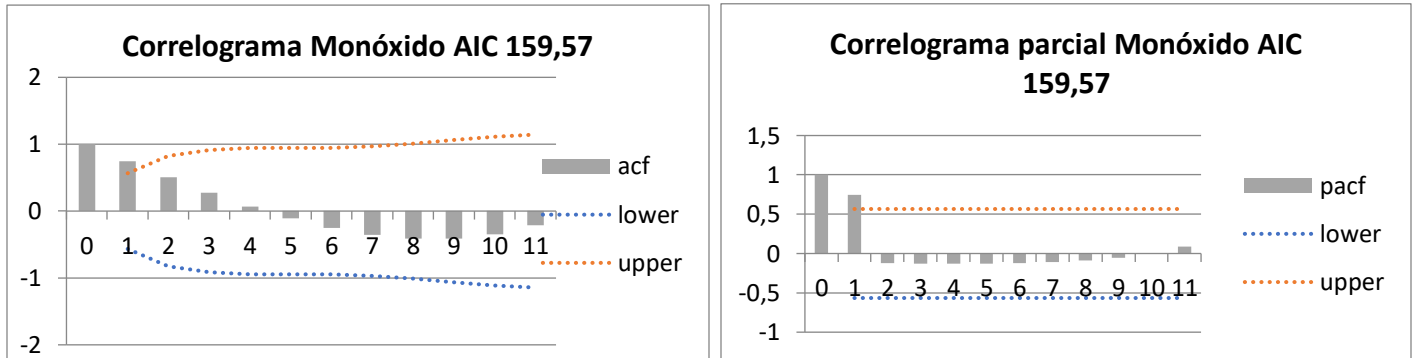 Correlograma Monóxido AIC 159,57
2
1
0
-1
-2
0 1 2 3 4 5 6 7 8 9 10 11
acf
lower
upper
Correlograma parcial Monóxido AIC
159,57
1,5
1
0,5
0
-0,5
-1
0 1 2 3 4 5 6 7 8 9 10 11
pacf
lower
upper